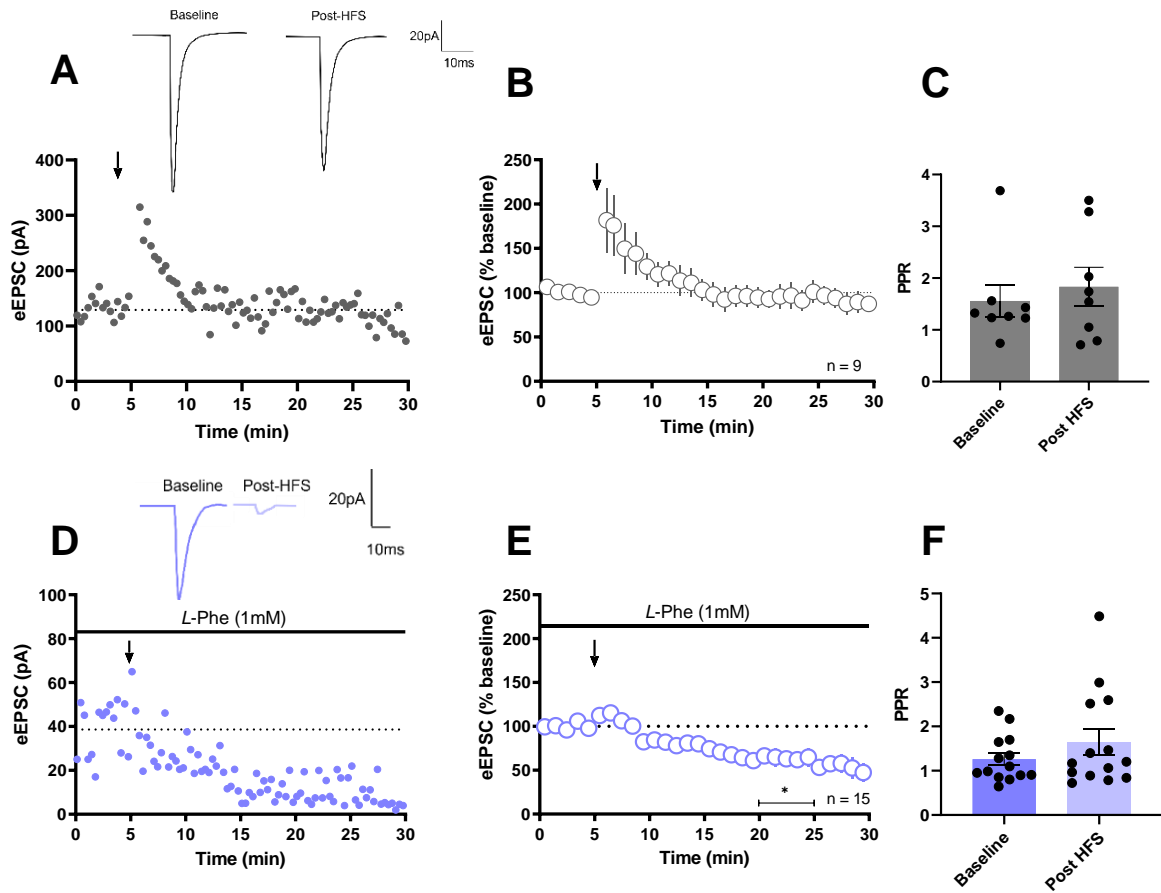 Baseline
Post-HFS
20pA
10ms
A
B
C
400
300
200
100
0
eEPSC (pA)
0 5 10 15 20 25 30
Time (min)
250
200
150
100
50
0
eEPSC (% baseline)
n = 9
0 5 10 15 20 25 30
Time (min)
4
3
2
1
0
PPR
Baseline
Post HFS
Baseline
Post-HFS
20pA
10ms
D
E
F
100
80
60
40
20
0
eEPSC (pA)
L-Phe (1mM)
0 5 10 15 20 25 30
Time (min)
250
200
150
100
50
0
eEPSC (% baseline)
L-Phe (1mM)
*
n = 15
0 5 10 15 20 25 30
Time (min)
5
4
3
2
1
0
PPR
Baseline
Post HFS